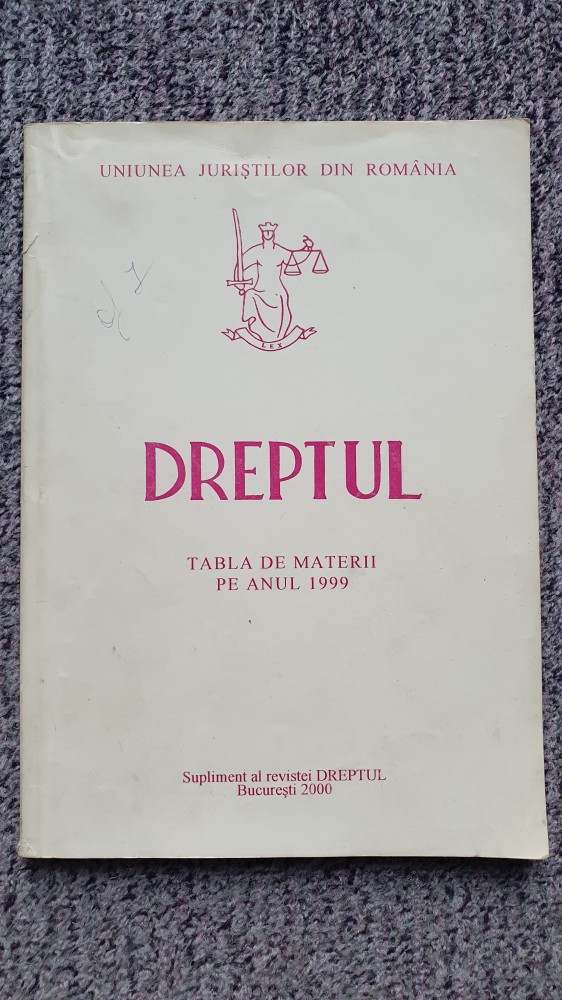 UNIUNEA JURIŞTILOR DIN ROMÂNIA
LEX
DREPTUL
TABLA DE MATERII
PE ANUL 1999
Supliment al revistei DREPTUL
Bucureşti 2000